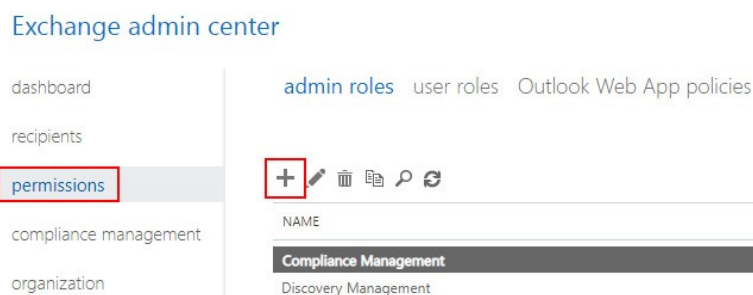 Exchange admin center
dashboard
recipients
permissions
compliance management
organization
admin roles user roles Outlook Web App policies
NAME
Compliance Management
Discovery Management